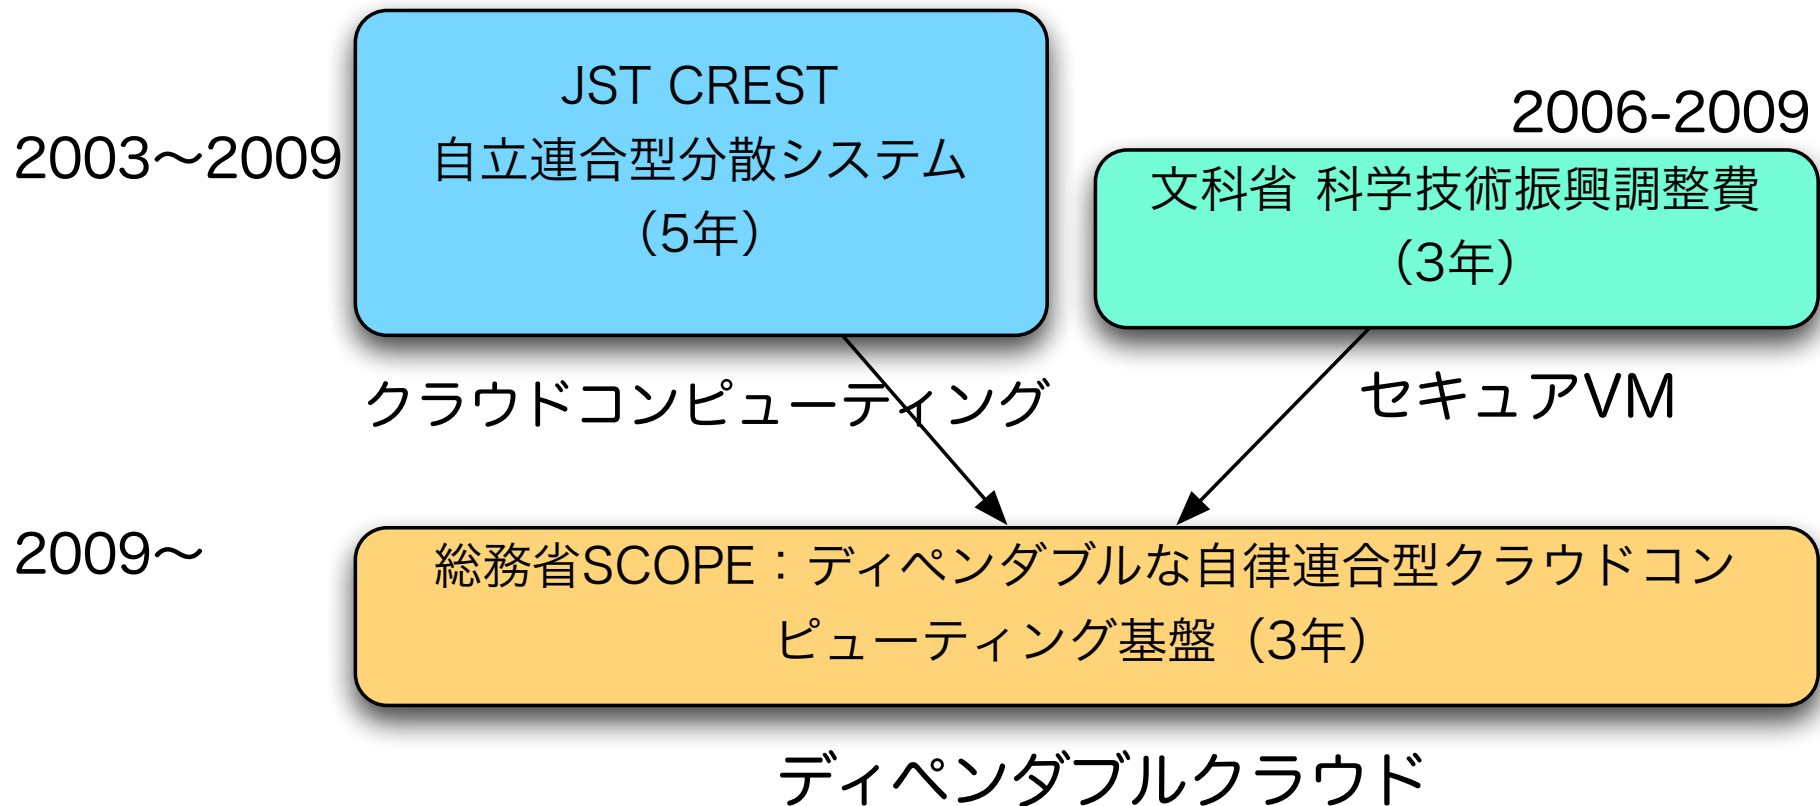 JST CREST
自立連合型分散システム
（5年）
2003〜2009
2006-2009
文科省 科学技術振興調整費
（3年）
クラウドコンピューティング
セキュアVM
2009〜
総務省SCOPE：ディペンダブルな自律連合型クラウドコン
ピューティング基盤（3年）
ディペンダブルクラウド